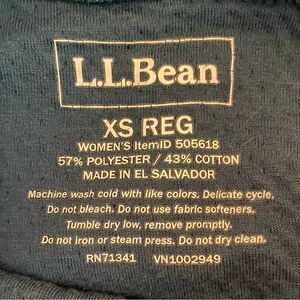 L.L.Bean
XS REG
WOMEN'S ItemID 505618
57% POLYESTER / 43% COTTON
MADE IN EL SALVADOR
Machine wash cold with like colors. Delicate cycle.
Do not bleach. Do not use fabric softeners.
Tumble dry low, remove promptly.
Do not iron or steam press. Do not dry clean.
RN71341 VN1002949